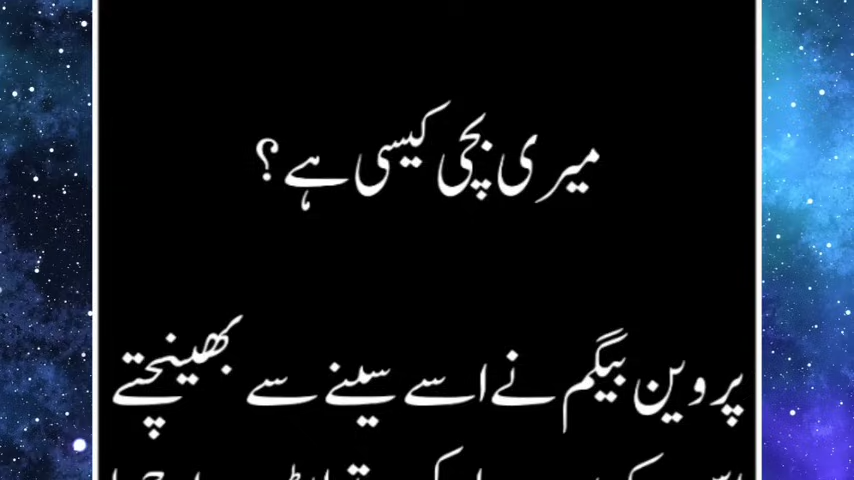 میری بچی کیسی ہے ؟
پروین بیگم نے اسے سینے سے بھینچتے